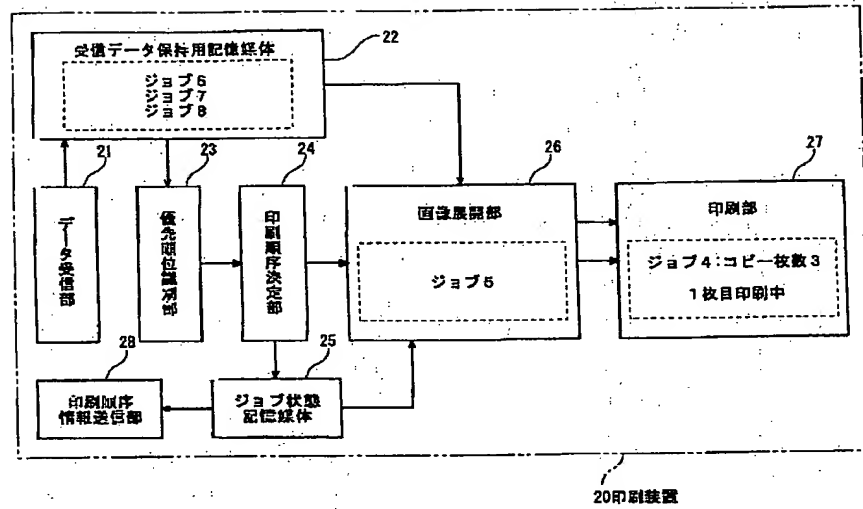 22
受信データ保持用記憶媒体
ジョブ6
ジョブ7
ジョブ8
21
23
24
26
27
データ受信部
優先順位識別部
印刷順序決定部
画像展開部
ジョブ5
印刷部
ジョブ4:コピー枚数3
1枚目印刷中
28
25
印刷順序
情報送信部
ジョブ状態
記憶媒体
20印刷装置